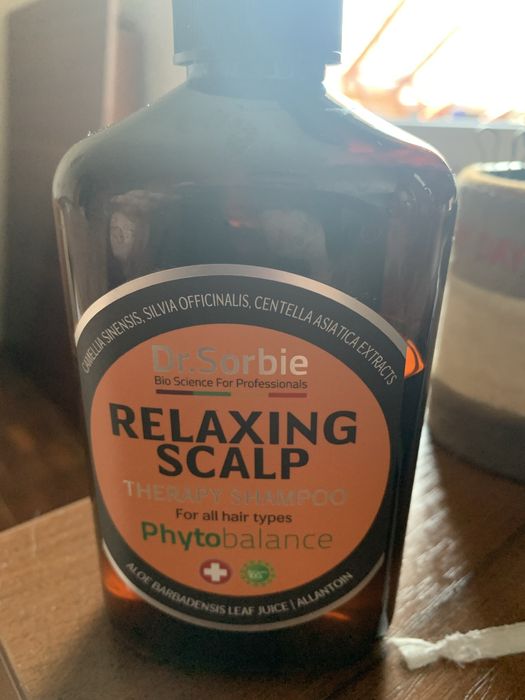 CAMELLIA SINENSIS, SILVIA OFFICINALIS, CENTELLA ASIATICA EXTRACTS
Dr.Sorbie
Bio Science For Professionals
RELAXING
SCALP
THERAPY SHAMPOO
For all hair types
Phytobalance
ALOE BARBADENSIS LEAF JUICE | ALLANTOIN